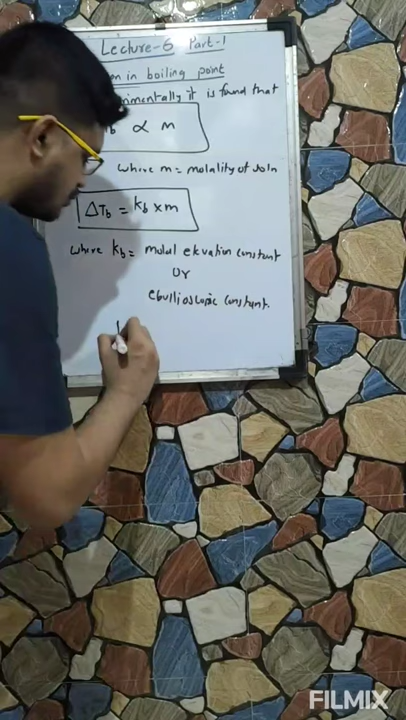 Lecture-6 Part-1
in boiling point
it is found that
∝ m
where m = molality of soln
ΔTb = Kb x m
where Kb = molal elevation constant
or
ebullioscopic constant.
FILMIX